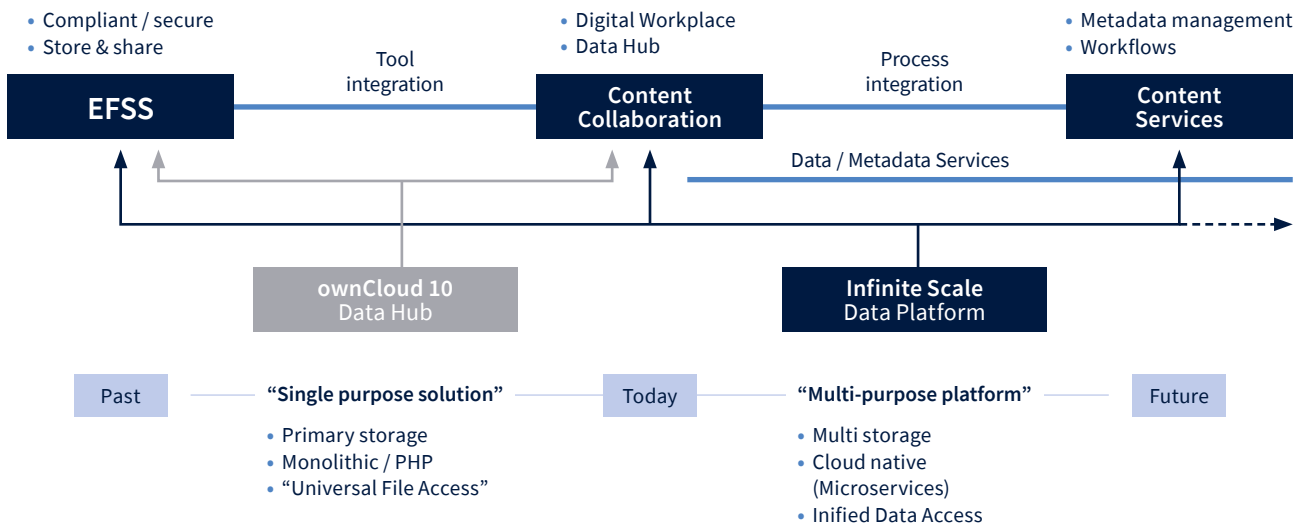 • Compliant / secure
• Store & share
• Digital Workplace
• Data Hub
• Metadata management
• Workflows
Tool
integration
Process
integration
EFSS
Content
Collaboration
Content
Services
Data / Metadata Services
ownCloud 10
Data Hub
Infinite Scale
Data Platform
Past
“Single purpose solution”
Today
“Multi-purpose platform”
Future
• Primary storage
• Monolithic / PHP
• “Universal File Access”
• Multi storage
• Cloud native
(Microservices)
• Inified Data Access